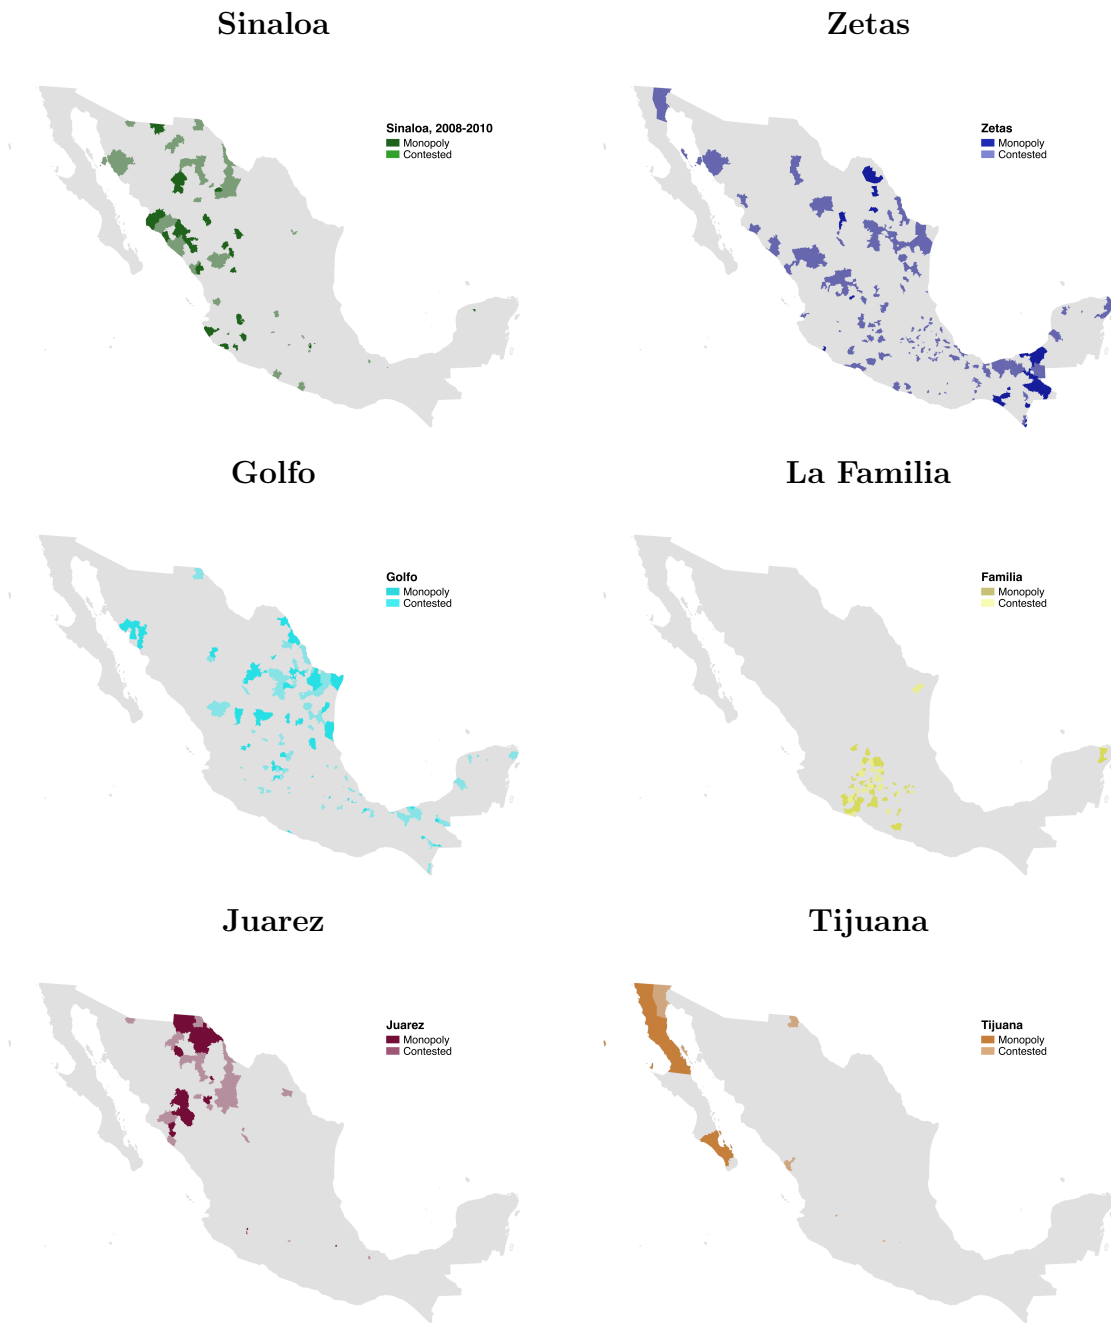 Sinaloa
Zetas
Sinaloa, 2008-2010
Monopoly
Contested
Zetas
Monopoly
Contested
Golfo
La Familia
Golfo
Monopoly
Contested
Familia
Monopoly
Contested
Juarez
Tijuana
Juarez
Monopoly
Contested
Tijuana
Monopoly
Contested